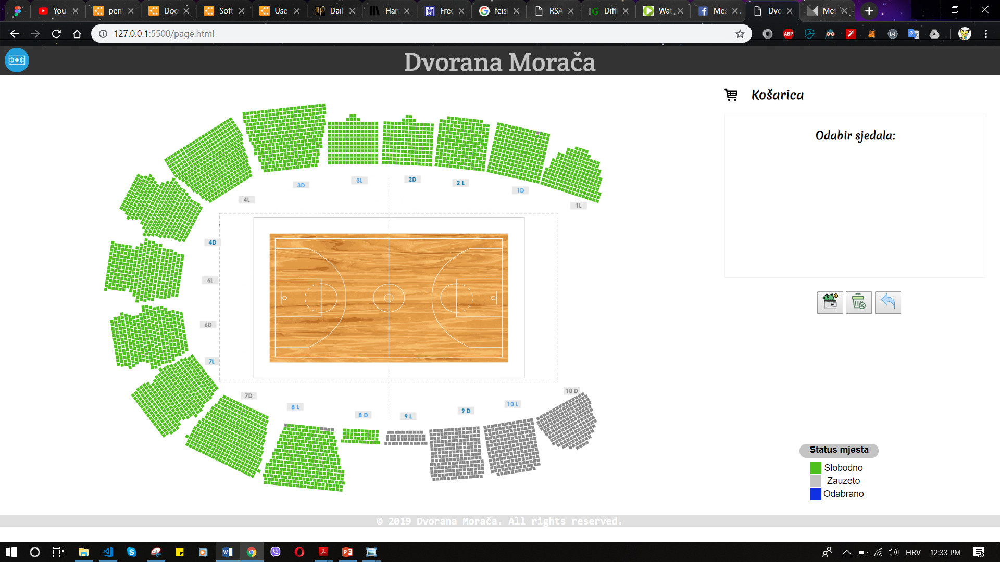 You
pen
Doc
Soft
Use
Dail
Har
Free
feis
RSA
Diff
Wat
Mes
Dvo
Met
127.0.0.1:5500/page.html
ABP
Dvorana Morača
Košarica
Odabir sjedala:
3D
3L
2D
2 L
1D
1L
4L
4D
6L
6D
7L
7D
8 L
8 D
9 L
9 D
10 L
10 D
Status mjesta
Slobodno
Zauzeto
Odabrano
© 2019 Dvorana Morača. All rights reserved.
HRV
12:33 PM